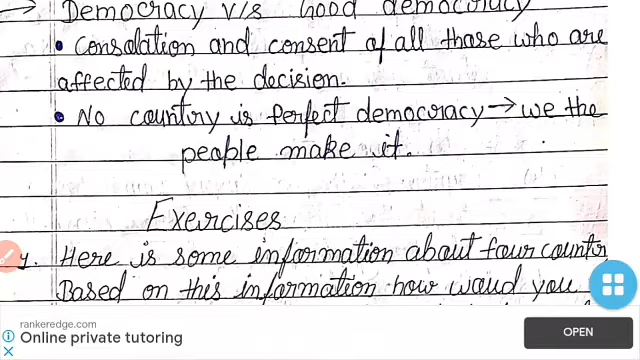 → Democracy v/s Good democracy
• Consolation and consent of all those who are
affected by the decision.
• No country is perfect democracy → we the
people make it.
Exercises
1. Here is some information about four countr
Based on this information how would you
rankeredge.com
Online private tutoring
OPEN